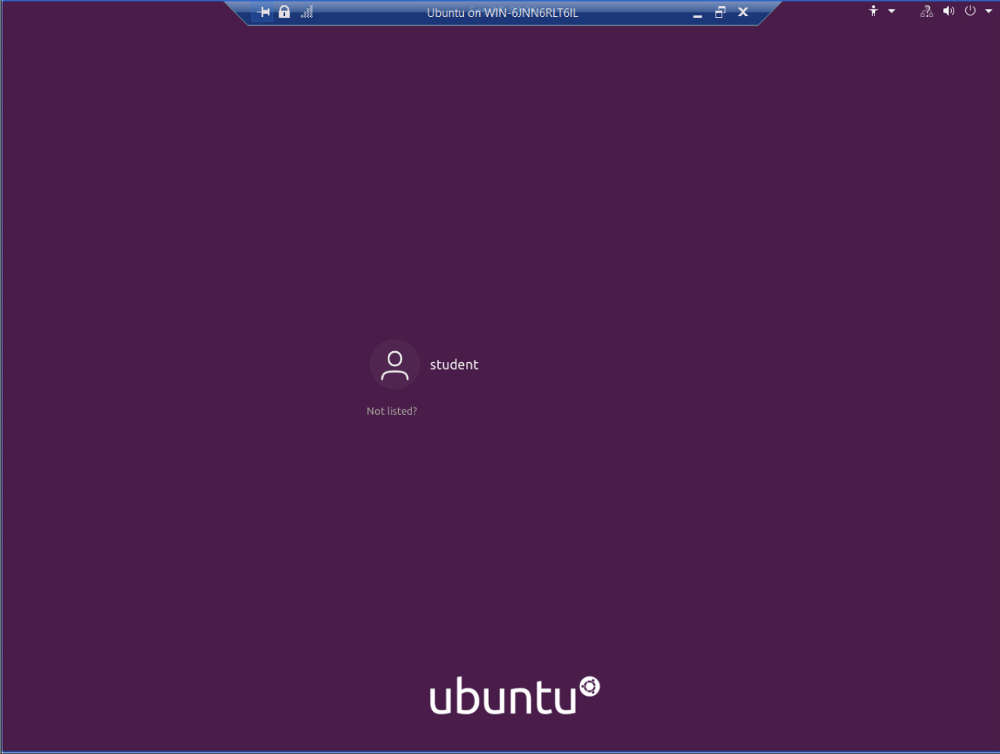 Ubuntu on WIN-6JNN6RLT6IL
student
Not listed?
ubuntu